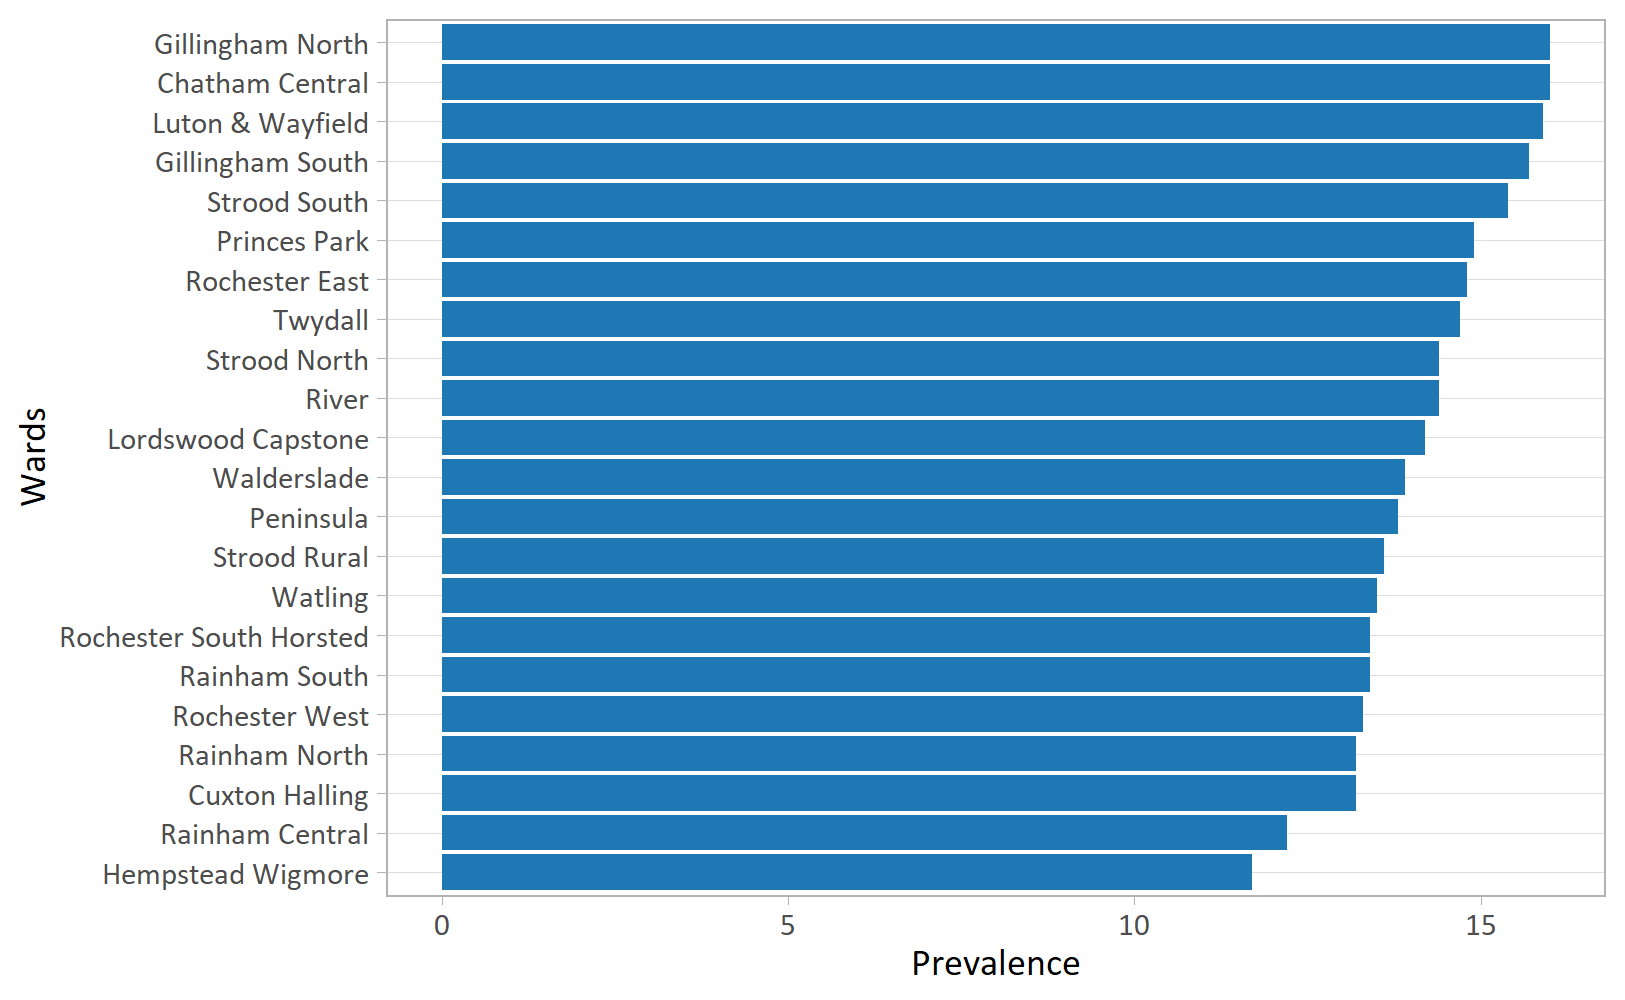 Gillingham North
Chatham Central
Luton & Wayfield
Gillingham South
Strood South
Princes Park
Rochester East
Twydall
Strood North
River
Lordswood Capstone
Walderslade
Peninsula
Strood Rural
Watling
Rochester South Horsted
Rainham South
Rochester West
Rainham North
Cuxton Halling
Rainham Central
Hempstead Wigmore
Wards
0 5 10 15
Prevalence